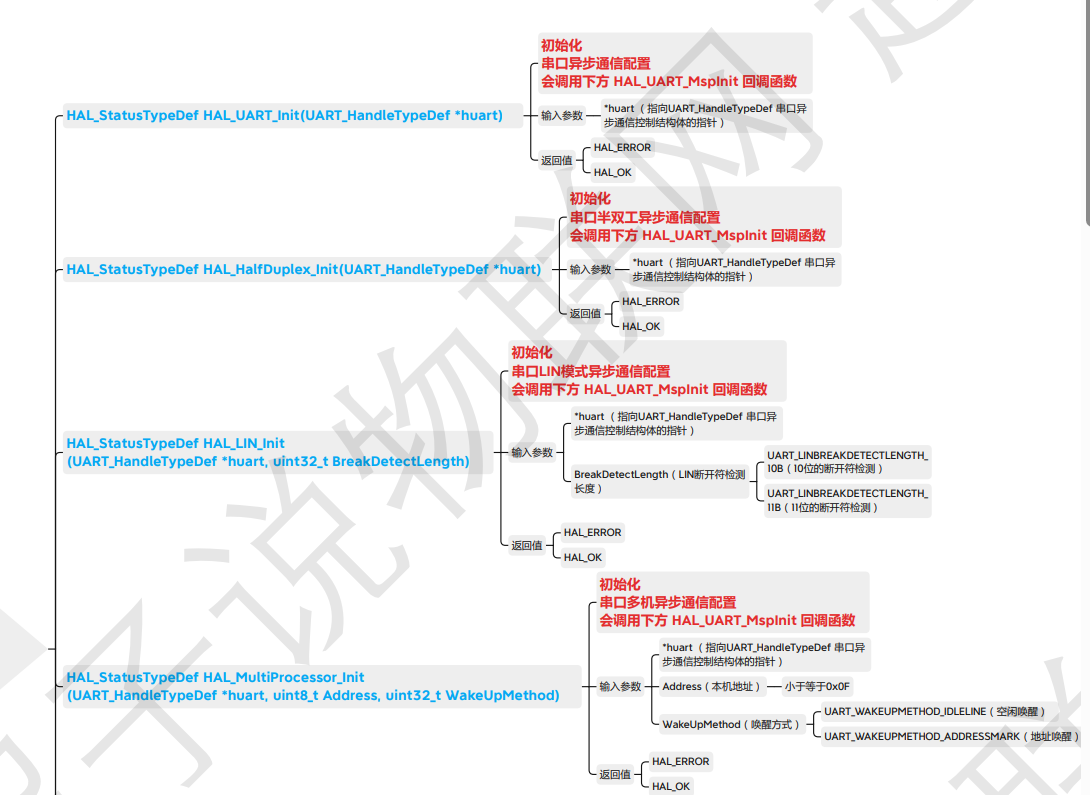 初始化
串口异步通信配置
会调用下方 HAL_UART_MspInit 回调函数
HAL_StatusTypeDef HAL_UART_Init(UART_HandleTypeDef *huart)
输入参数
*huart（指向UART_HandleTypeDef 串口异
步通信控制结构体的指针）
返回值
HAL_ERROR
HAL_OK
初始化
串口半双工异步通信配置
会调用下方 HAL_UART_MspInit 回调函数
HAL_StatusTypeDef HAL_HalfDuplex_Init(UART_HandleTypeDef *huart)
输入参数
*huart（指向UART_HandleTypeDef 串口异
步通信控制结构体的指针）
返回值
HAL_ERROR
HAL_OK
初始化
串口LIN模式异步通信配置
会调用下方 HAL_UART_MspInit 回调函数
HAL_StatusTypeDef HAL_LIN_Init
(UART_HandleTypeDef *huart, uint32_t BreakDetectLength)
输入参数
*huart（指向UART_HandleTypeDef 串口异
步通信控制结构体的指针）
BreakDetectLength（LIN断开符检测
长度）
UART_LINBREAKDETECTLENGTH_
10B（10位的断开符检测）
UART_LINBREAKDETECTLENGTH_
11B（11位的断开符检测）
返回值
HAL_ERROR
HAL_OK
初始化
串口多机异步通信配置
会调用下方 HAL_UART_MspInit 回调函数
HAL_StatusTypeDef HAL_MultiProcessor_Init
(UART_HandleTypeDef *huart, uint8_t Address, uint32_t WakeUpMethod)
输入参数
*huart（指向UART_HandleTypeDef 串口异
步通信控制结构体的指针）
Address（本机地址）
小于等于0x0F
WakeUpMethod（唤醒方式）
UART_WAKEUPMETHOD_IDLELINE（空闲唤醒）
UART_WAKEUPMETHOD_ADDRESSMARK（地址唤醒）
返回值
HAL_ERROR
HAL_OK
子说物联网